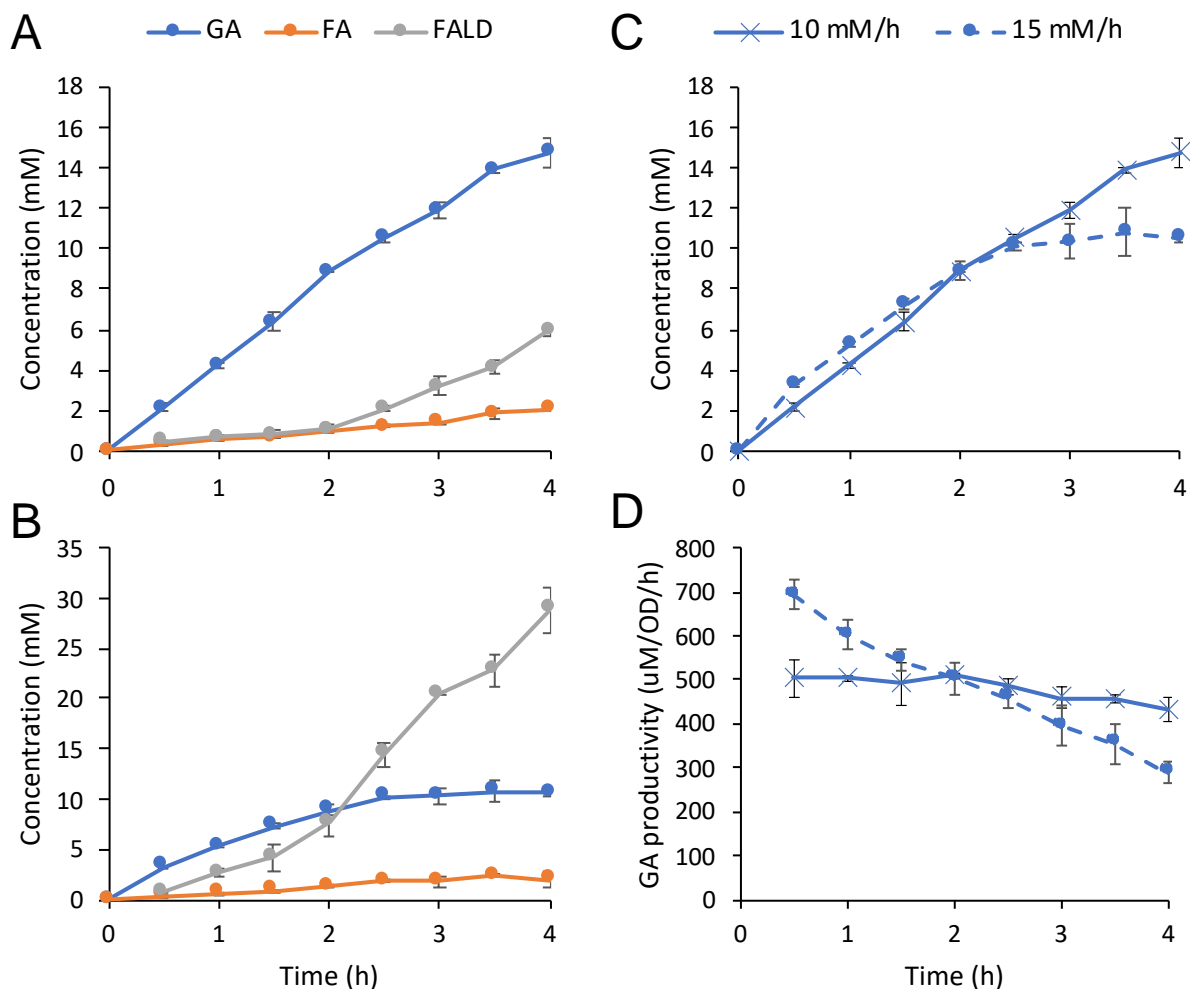 A
GA FA FALD
18
16
14
12
10
8
6
4
2
0
Concentration (mM)
0 1 2 3 4
B
35
30
25
20
15
10
5
0
Concentration (mM)
0 1 2 3 4
Time (h)
C
10 mM/h 15 mM/h
18
16
14
12
10
8
6
4
2
0
Concentration (mM)
0 1 2 3 4
D
800
700
600
500
400
300
200
100
0
GA productivity (uM/OD/h)
0 1 2 3 4
Time (h)